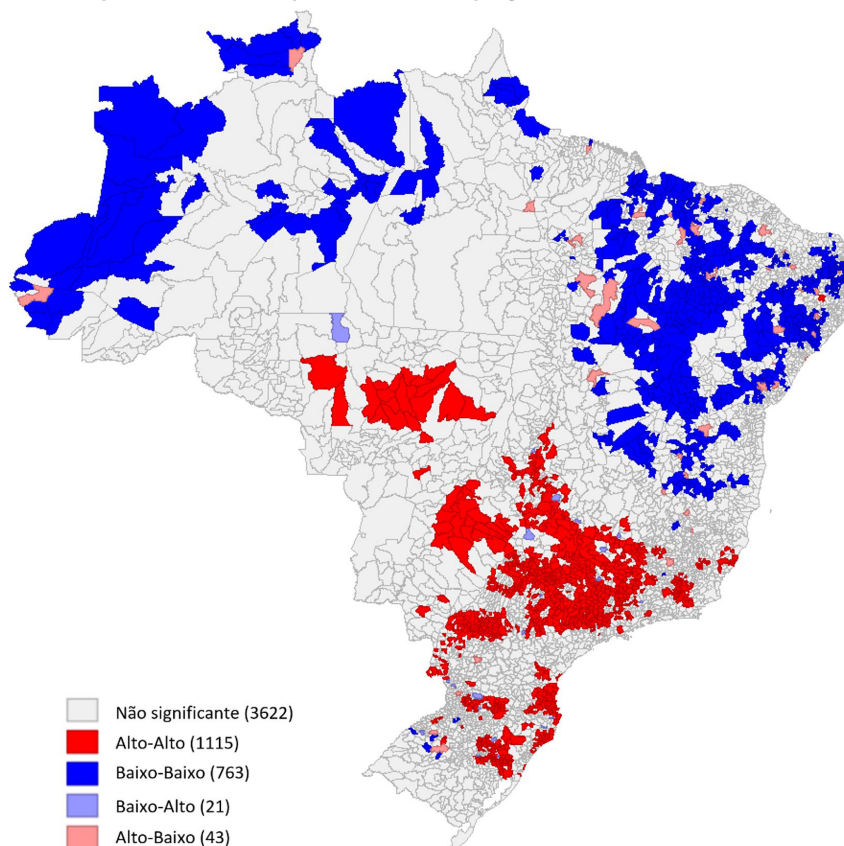 Não significante (3622)
Alto-Alto (1115)
Baixo-Baixo (763)
Baixo-Alto (21)
Alto-Baixo (43)